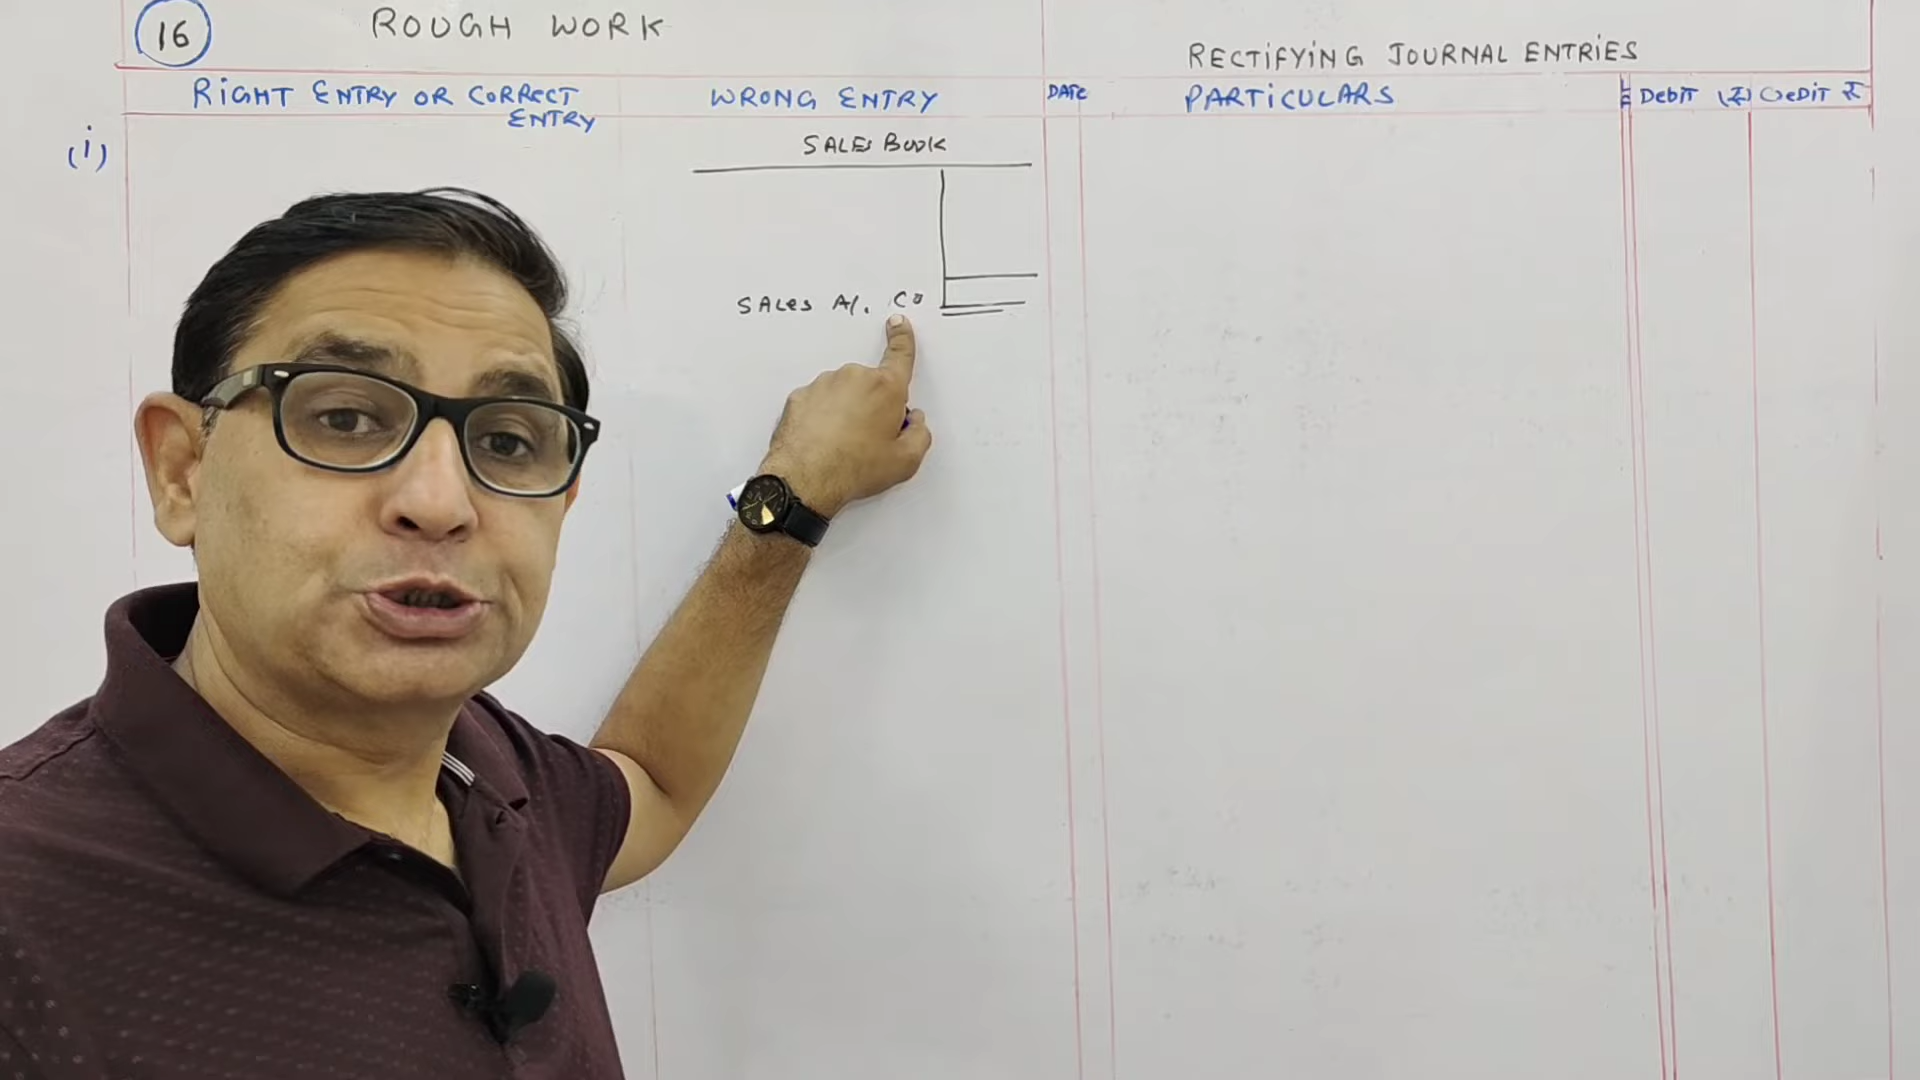 16
ROUGH WORK
RECTIFYING JOURNAL ENTRIES
RIGHT ENTRY OR CORRECT ENTRY
WRONG ENTRY
DATE
PARTICULARS
DEBIT (₹)
CREDIT ₹
(i)
SALES BOOK
SALES A/.